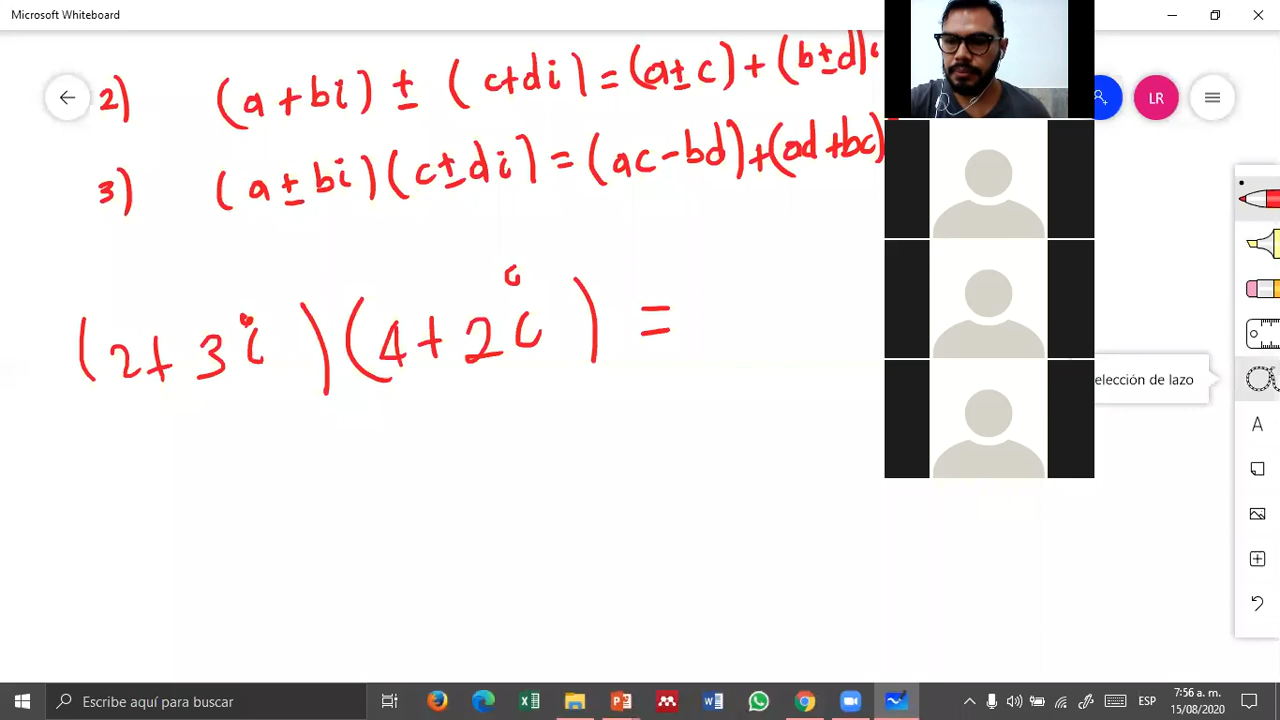 Microsoft Whiteboard
2) (a + bi) ± (c+di) = (a±c) + (b±d)
3) (a ± bi)(c±di) = (ac-bd)+(ad+bc)
LR
(2+3i)(4+2i) =
elección de lazo
A
Escribe aquí para buscar
ESP
7:56 a. m.
15/08/2020